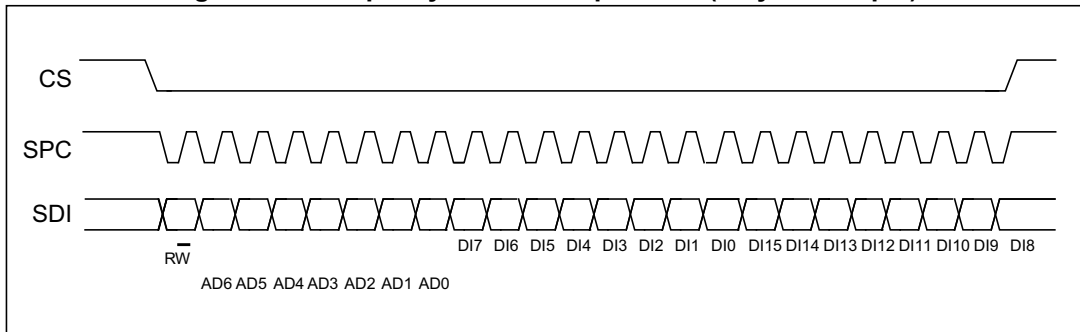 CS
SPC
SDI
DI7 DI6 DI5 DI4 DI3 DI2 DI1 DI0 DI15 DI14 DI13 DI12 DI11 DI10 DI9 DI8
RW̅
AD6 AD5 AD4 AD3 AD2 AD1 AD0